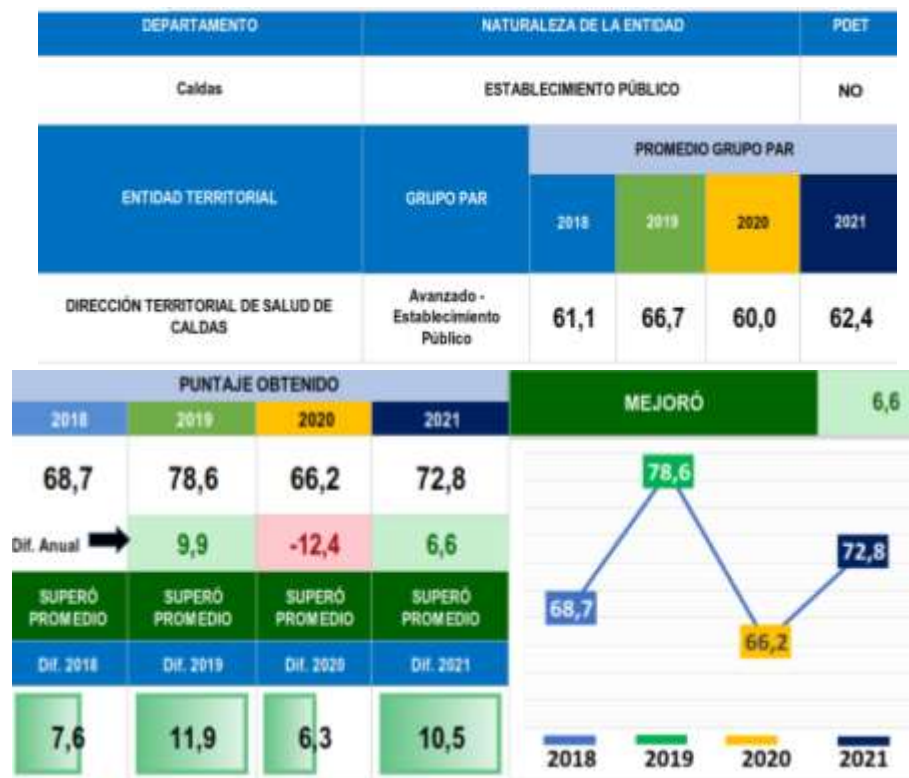 DEPARTAMENTO NATURALEZA DE LA ENTIDAD PDET
Caldas ESTABLECIMIENTO PÚBLICO NO
ENTIDAD TERRITORIAL GRUPO PAR PROMEDIO GRUPO PAR
2018 2019 2020 2021
DIRECCIÓN TERRITORIAL DE SALUD DE CALDAS Avanzado - Establecimiento Público 61,1 66,7 60,0 62,4
PUNTAJE OBTENIDO
2018 2019 2020 2021
68,7 78,6 66,2 72,8
Dif. Anual 9,9 -12,4 6,6
SUPERÓ PROMEDIO SUPERÓ PROMEDIO SUPERÓ PROMEDIO SUPERÓ PROMEDIO
Dif. 2018 Dif. 2019 Dif. 2020 Dif. 2021
7,6 11,9 6,3 10,5
MEJORÓ 6,6
78,6
72,8
68,7
66,2
2018 2019 2020 2021